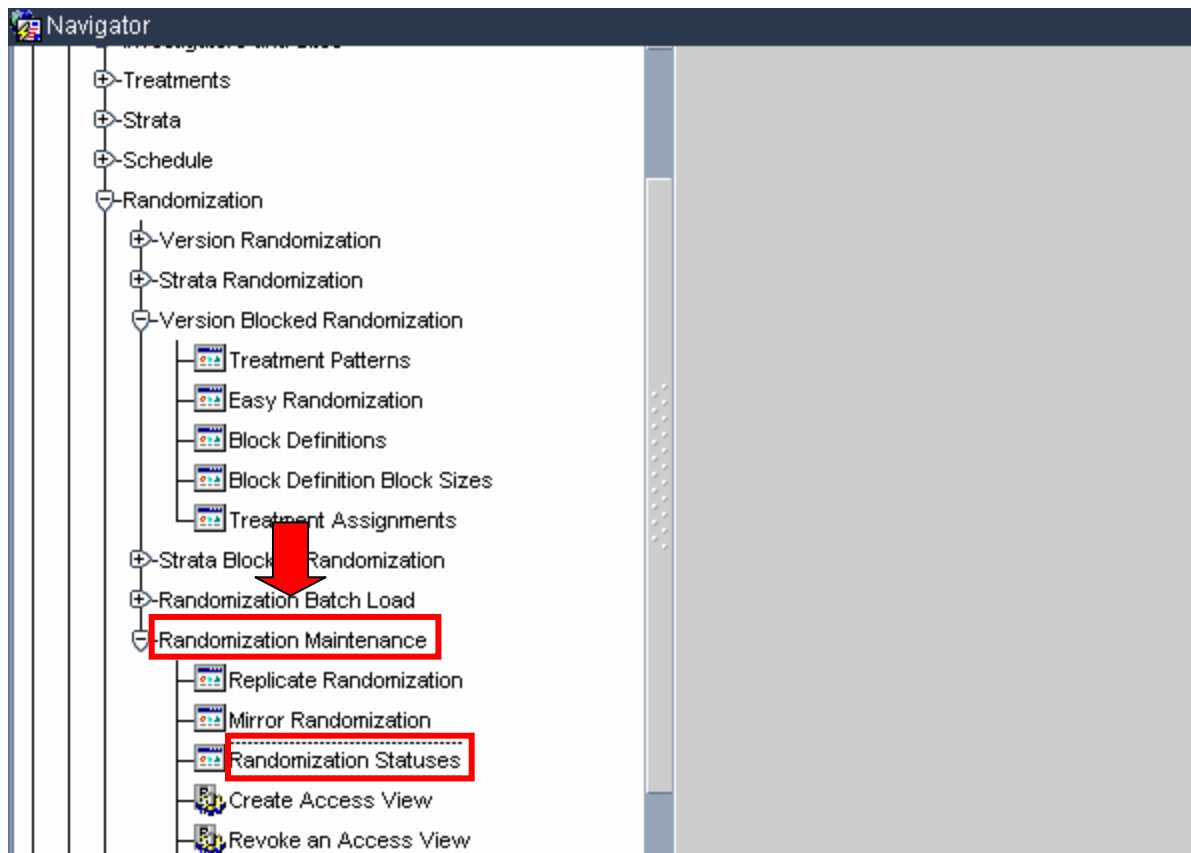 Navigator
Treatments
Strata
Schedule
Randomization
Version Randomization
Strata Randomization
Version Blocked Randomization
Treatment Patterns
Easy Randomization
Block Definitions
Block Definition Block Sizes
Treatment Assignments
Strata Block Randomization
Randomization Batch Load
Randomization Maintenance
Replicate Randomization
Mirror Randomization
Randomization Statuses
Create Access View
Revoke an Access View